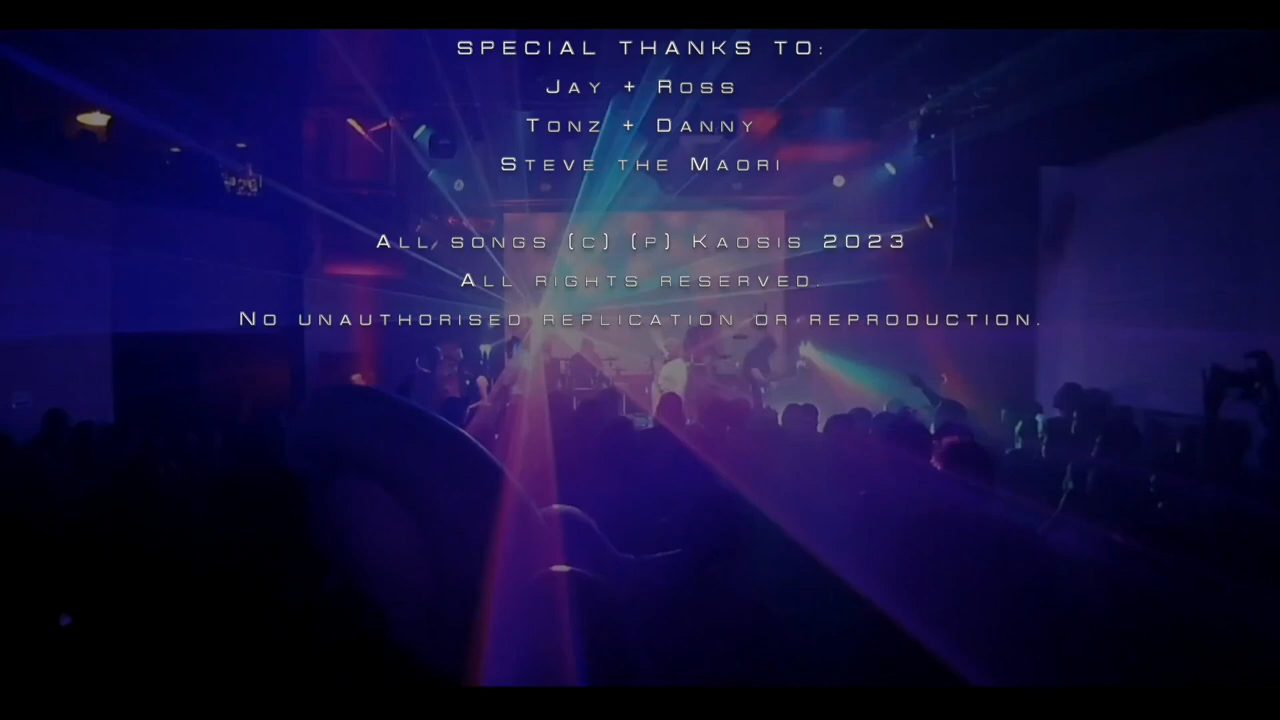 SPECIAL THANKS TO:
JAY + ROSS
TONZ + DANNY
STEVE THE MAORI
ALL SONGS (C) (P) KAOSIS 2023
ALL RIGHTS RESERVED.
NO UNAUTHORISED REPLICATION OR REPRODUCTION.